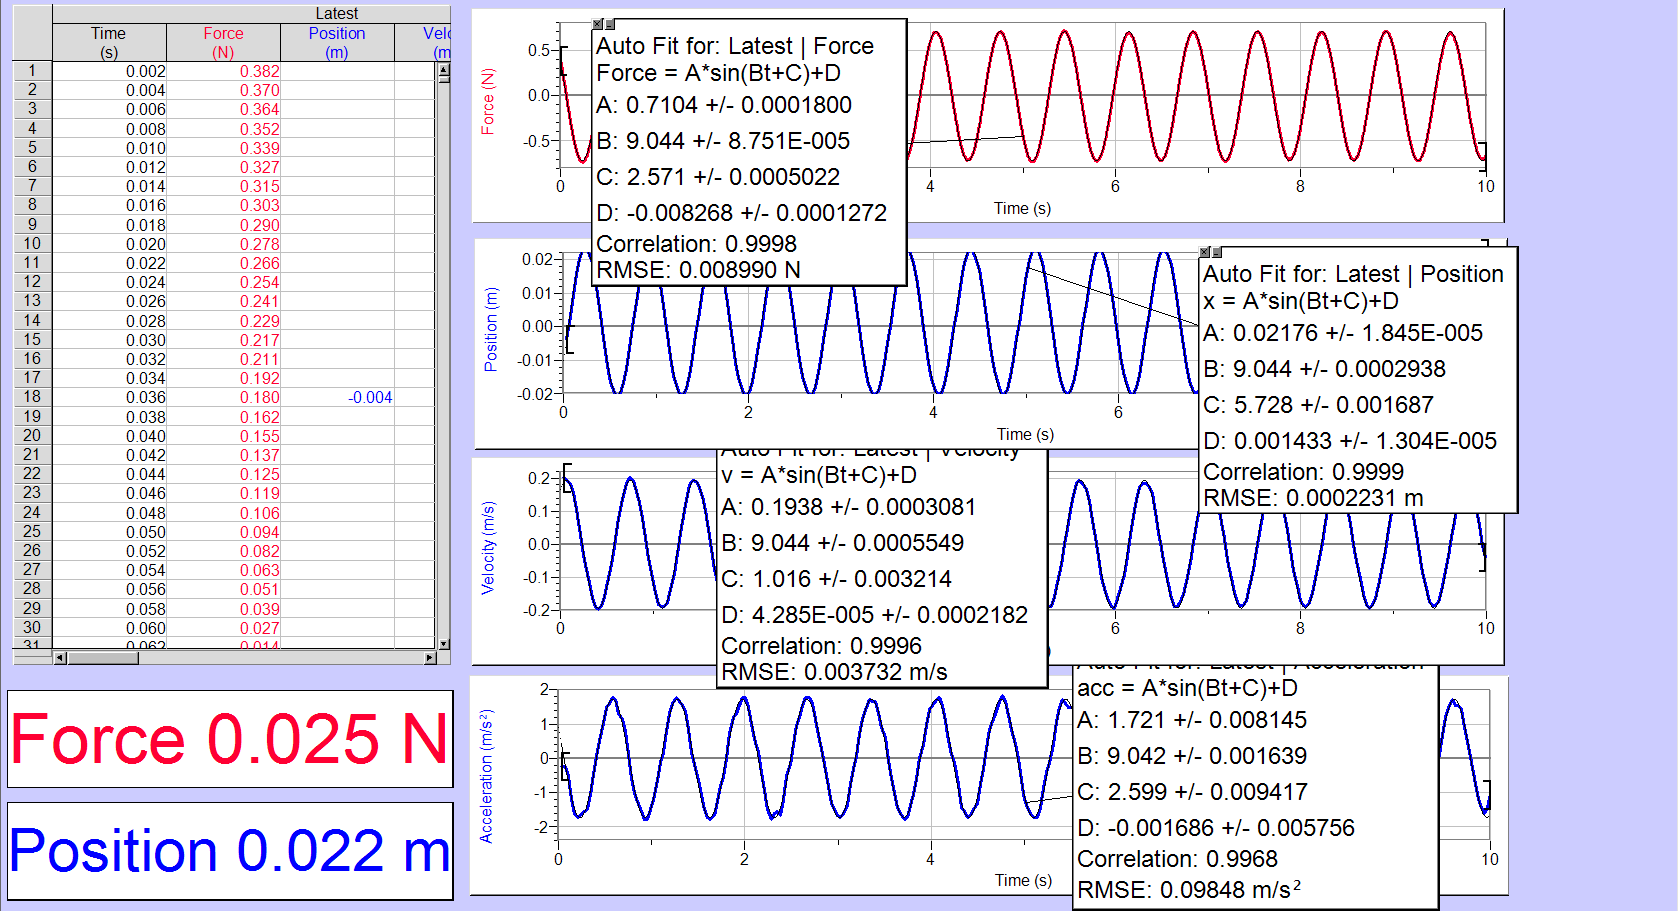 Latest
Time Force Position Velo
(s) (N) (m) (m
1 0.002 0.382
2 0.004 0.370
3 0.006 0.364
4 0.008 0.352
5 0.010 0.339
6 0.012 0.327
7 0.014 0.315
8 0.016 0.303
9 0.018 0.290
10 0.020 0.278
11 0.022 0.266
12 0.024 0.254
13 0.026 0.241
14 0.028 0.229
15 0.030 0.217
16 0.032 0.211
17 0.034 0.192
18 0.036 0.180 -0.004
19 0.038 0.162
20 0.040 0.155
21 0.042 0.137
22 0.044 0.125
23 0.046 0.119
24 0.048 0.106
25 0.050 0.094
26 0.052 0.082
27 0.054 0.063
28 0.056 0.051
29 0.058 0.039
30 0.060 0.027
31 0.062 0.014
Force 0.025 N
Position 0.022 m
Force (N)
0.5
0.0
-0.5
0 4 6 8 10
Time (s)
Auto Fit for: Latest | Force
Force = A*sin(Bt+C)+D
A: 0.7104 +/- 0.0001800
B: 9.044 +/- 8.751E-005
C: 2.571 +/- 0.0005022
D: -0.008268 +/- 0.0001272
Correlation: 0.9998
RMSE: 0.008990 N
Position (m)
0.02
0.01
0.00
-0.01
-0.02
0 2 4 6
Time (s)
Auto Fit for: Latest | Position
x = A*sin(Bt+C)+D
A: 0.02176 +/- 1.845E-005
B: 9.044 +/- 0.0002938
C: 5.728 +/- 0.001687
D: 0.001433 +/- 1.304E-005
Correlation: 0.9999
RMSE: 0.0002231 m
Velocity (m/s)
0.2
0.1
0.0
-0.1
-0.2
0 6 8 10
)
Auto Fit for: Latest | Velocity
v = A*sin(Bt+C)+D
A: 0.1938 +/- 0.0003081
B: 9.044 +/- 0.0005549
C: 1.016 +/- 0.003214
D: 4.285E-005 +/- 0.0002182
Correlation: 0.9996
RMSE: 0.003732 m/s
Acceleration (m/s²)
2
1
0
-1
-2
0 2 4 10
Time (s)
Auto Fit for: Latest | Acceleration
acc = A*sin(Bt+C)+D
A: 1.721 +/- 0.008145
B: 9.042 +/- 0.001639
C: 2.599 +/- 0.009417
D: -0.001686 +/- 0.005756
Correlation: 0.9968
RMSE: 0.09848 m/s²